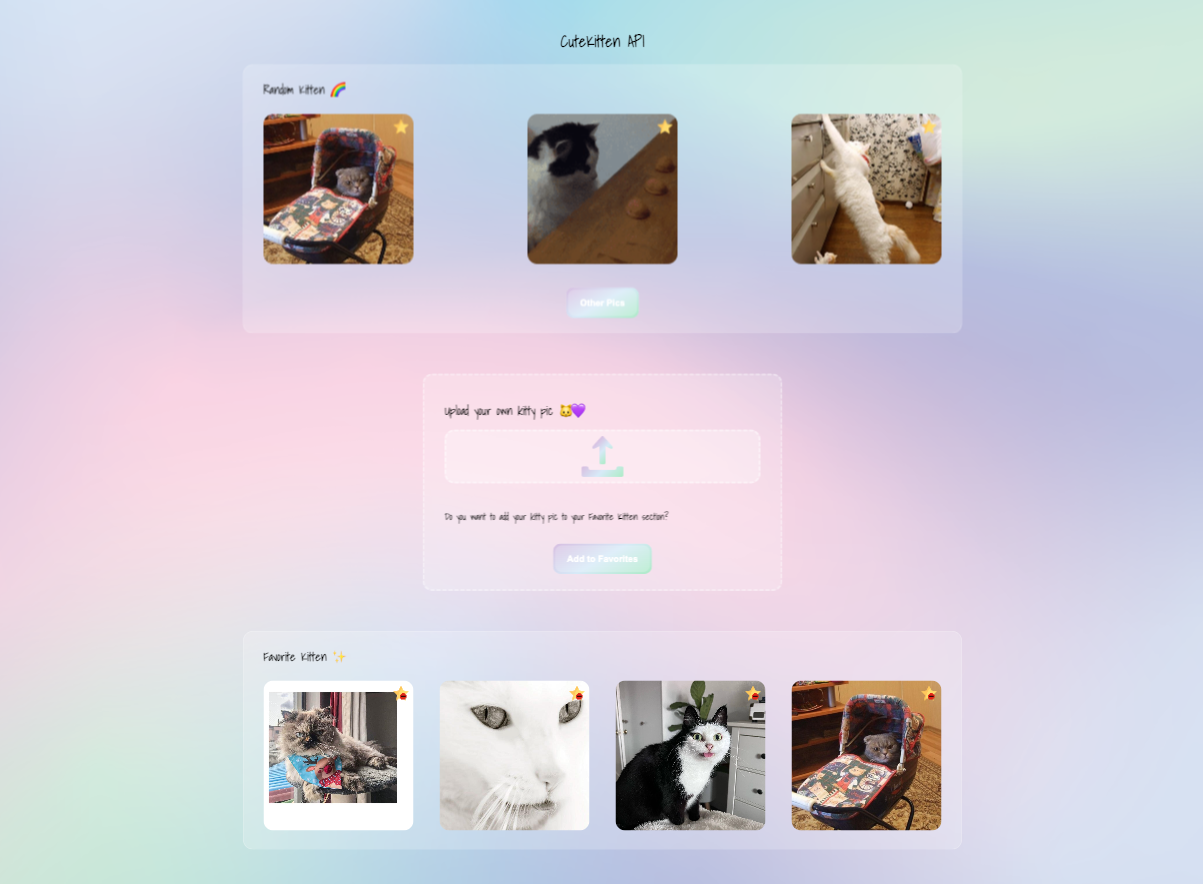 CuteKitten API
Random Kitten 🌈
Other Pics
Upload your own kitty pic 🐱💜
Do you want to add your kitty pic to your Favorite Kitten section?
Add to Favorites
Favorite Kitten ✨